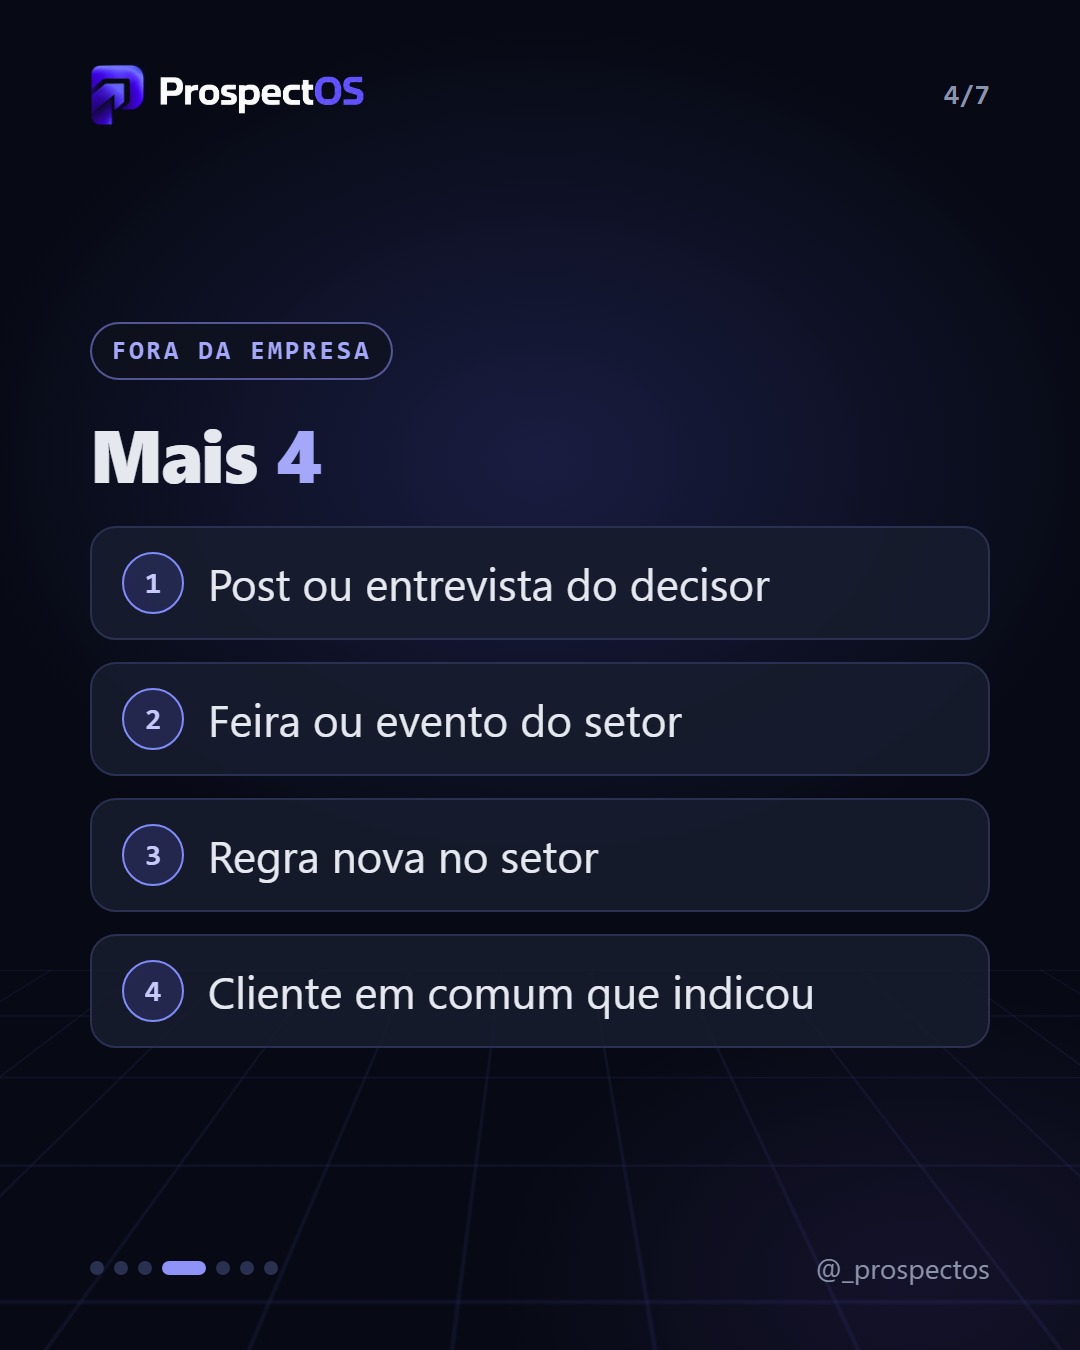 ProspectOS
4/7
FORA DA EMPRESA
Mais 4
1 Post ou entrevista do decisor
2 Feira ou evento do setor
3 Regra nova no setor
4 Cliente em comum que indicou
@_prospectos